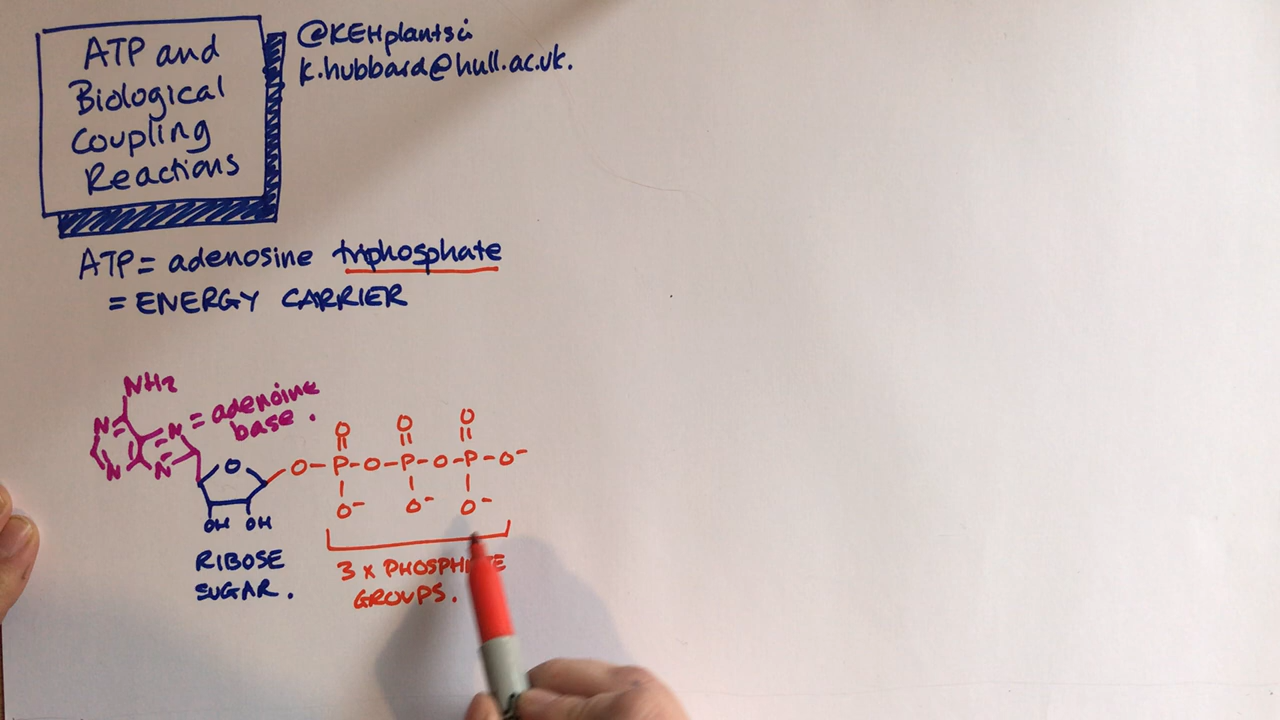 ATP and
Biological
Coupling
Reactions
@KEHplantsci
k.hubbard@hull.ac.uk.
ATP = adenosine triphosphate
= ENERGY CARRIER
NH2
N N = adenoine
base.
N N
O
OH OH
RIBOSE
SUGAR.
O O O
O-P-O-P-O-P-O-
O- O- O-
3 x PHOSPHATE
GROUPS.